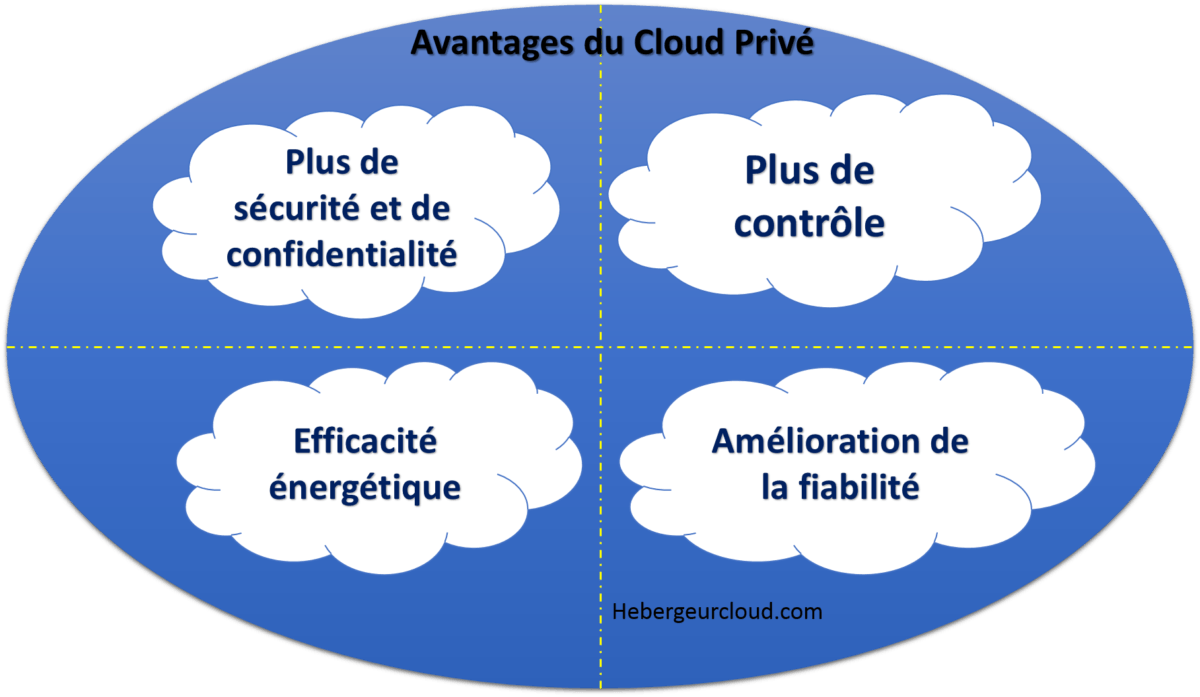 Avantages du Cloud Privé
Plus de
sécurité et de
confidentialité
Plus de
contrôle
Efficacité
énergétique
Amélioration de
la fiabilité
Hebergeurcloud.com